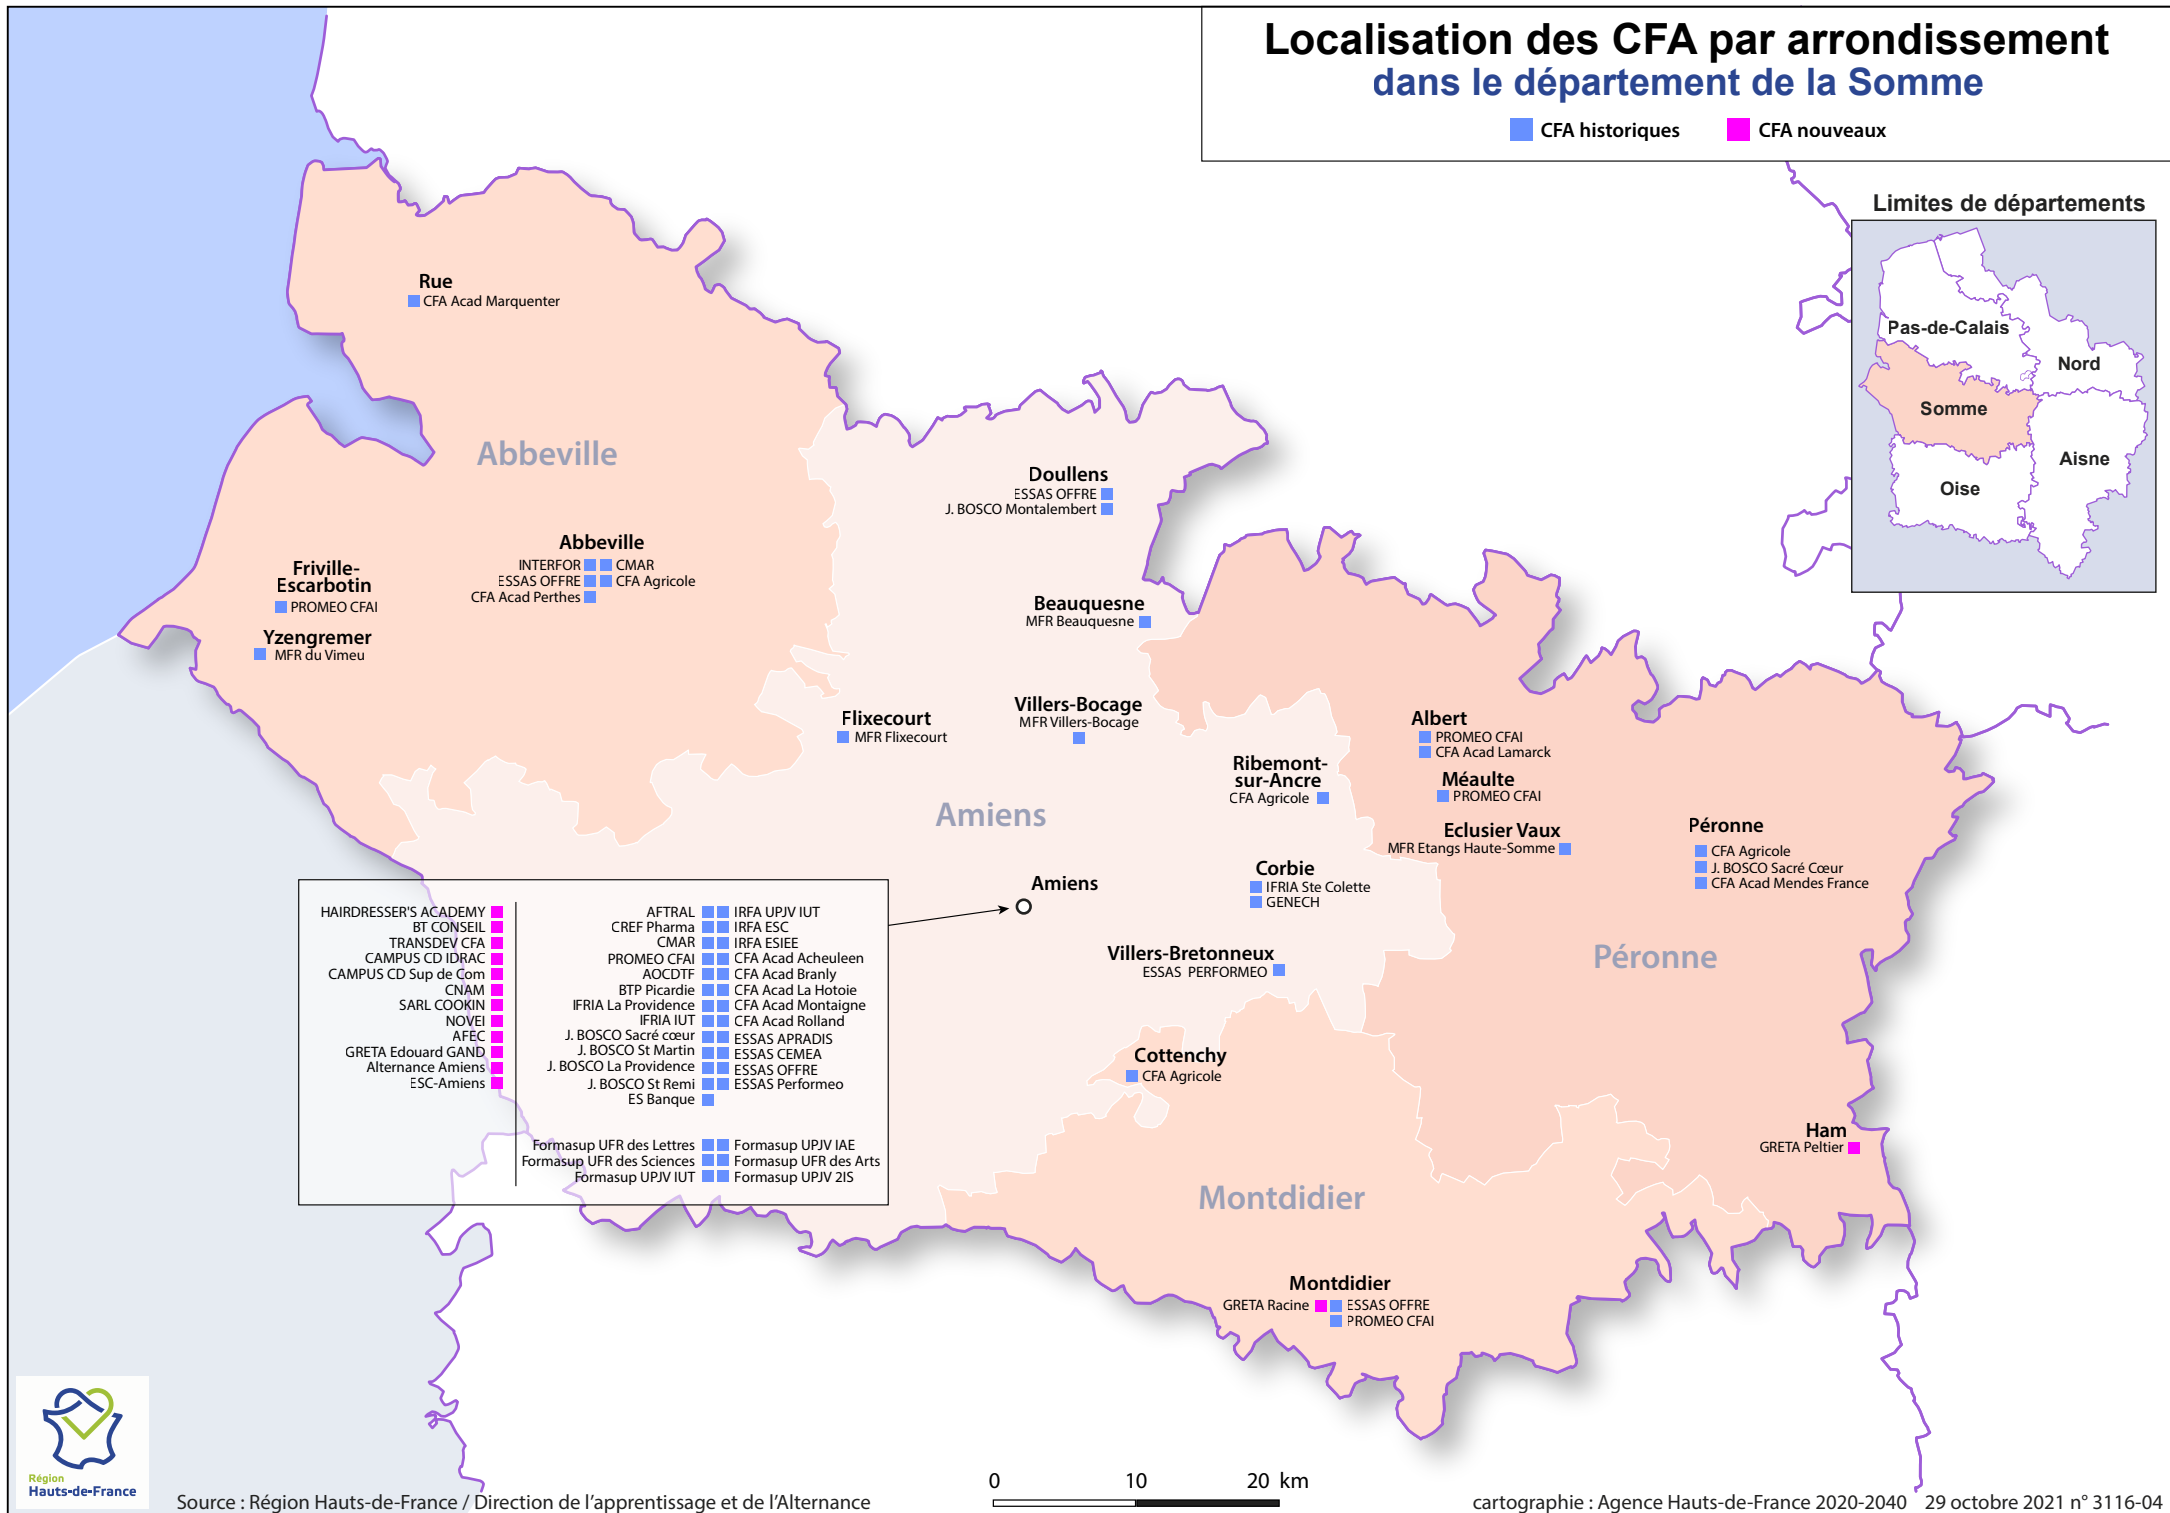 Localisation des CFA par arrondissement
dans le département de la Somme
CFA historiques
CFA nouveaux
Limites de départements
Pas-de-Calais
Nord
Somme
Aisne
Oise
Rue
CFA Acad Marquenter
Abbeville
Doullens
ESSAS OFFRE
J. BOSCO Montalembert
Abbeville
INTERFOR
CMAR
ESSAS OFFRE
CFA Agricole
CFA Acad Perthes
Friville-
Escarbotin
PROMEO CFAI
Yzengremer
MFR du Vimeu
Beauquesne
MFR Beauquesne
Flixecourt
MFR Flixecourt
Villers-Bocage
MFR Villers-Bocage
Albert
PROMEO CFAI
CFA Acad Lamarck
Ribemont-
sur-Ancre
CFA Agricole
Méaulte
PROMEO CFAI
Amiens
Eclusier Vaux
MFR Etangs Haute-Somme
Péronne
CFA Agricole
J. BOSCO Sacré Cœur
CFA Acad Mendes France
Corbie
IFRIA Ste Colette
GENECH
Amiens
Villers-Bretonneux
ESSAS PERFORMEO
Péronne
HAIRDRESSER'S ACADEMY
BT CONSEIL
TRANSDEV CFA
CAMPUS CD IDRAC
CAMPUS CD Sup de Com
CNAM
SARL COOKIN
NOVEI
AFEC
GRETA Edouard GAND
Alternance Amiens
ESC-Amiens
AFTRAL
IRFA UPJV IUT
CREF Pharma
IRFA ESC
CMAR
IRFA ESIEE
PROMEO CFAI
CFA Acad Acheuleen
AOCDTF
CFA Acad Branly
BTP Picardie
CFA Acad La Hotoie
IFRIA La Providence
CFA Acad Montaigne
IFRIA IUT
CFA Acad Rolland
J. BOSCO Sacré cœur
ESSAS APRADIS
J. BOSCO St Martin
ESSAS CEMEA
J. BOSCO La Providence
ESSAS OFFRE
J. BOSCO St Remi
ESSAS Performeo
ES Banque
Formasup UFR des Lettres
Formasup UPJV IAE
Formasup UFR des Sciences
Formasup UFR des Arts
Formasup UPJV IUT
Formasup UPJV 2IS
Cottenchy
CFA Agricole
Ham
GRETA Peltier
Montdidier
Montdidier
GRETA Racine
ESSAS OFFRE
PROMEO CFAI
Région
Hauts-de-France
0 10 20 km
Source : Région Hauts-de-France / Direction de l'apprentissage et de l'Alternance
cartographie : Agence Hauts-de-France 2020-2040 29 octobre 2021 n° 3116-04